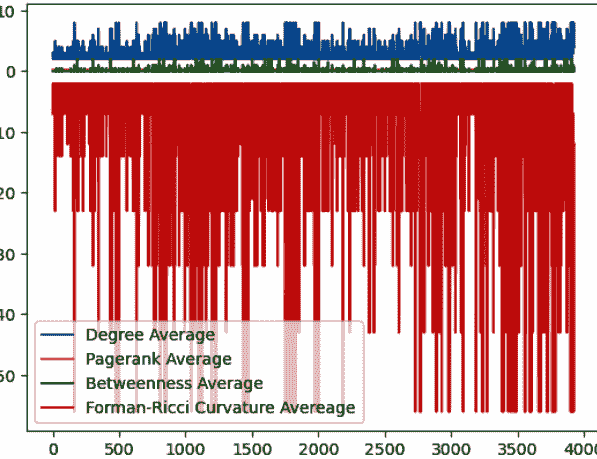 10
0
10
20
30
40
50
Degree Average
Pagerank Average
Betweenness Average
Forman-Ricci Curvature Avereage
0 500 1000 1500 2000 2500 3000 3500 4000